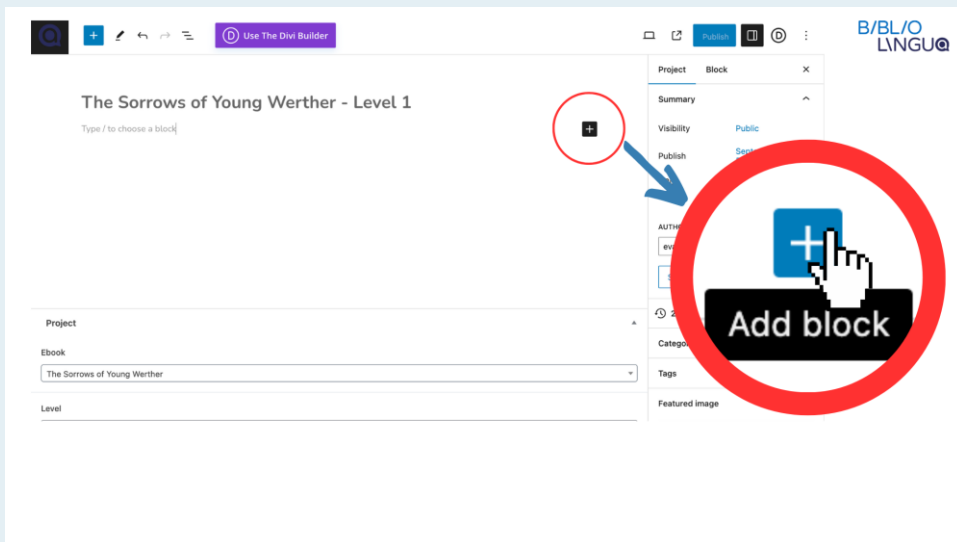 Use The Divi Builder
Publish
B/BL/O
L\NGUA
Project Block
The Sorrows of Young Werther - Level 1
Type / to choose a block
Summary
Visibility Public
Publish
Add block
Project
Ebook
The Sorrows of Young Werther
Level
Tags
Featured image